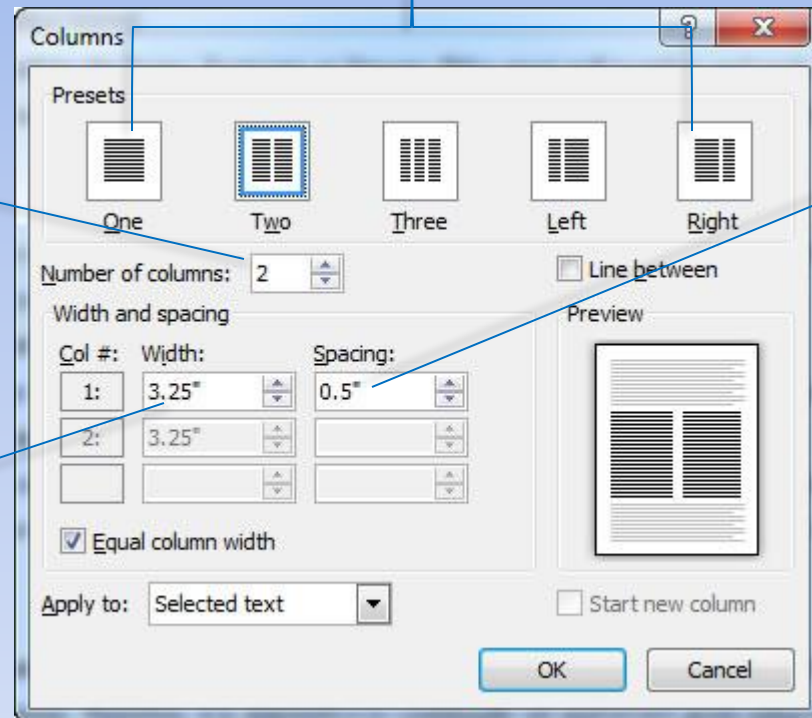 Columns
Presets
One Two Three Left Right
Number of columns: 2
Line between
Width and spacing
Preview
Col #: Width: Spacing:
1: 3.25" 0.5"
2: 3.25"
Equal column width
Apply to: Selected text
Start new column
OK Cancel